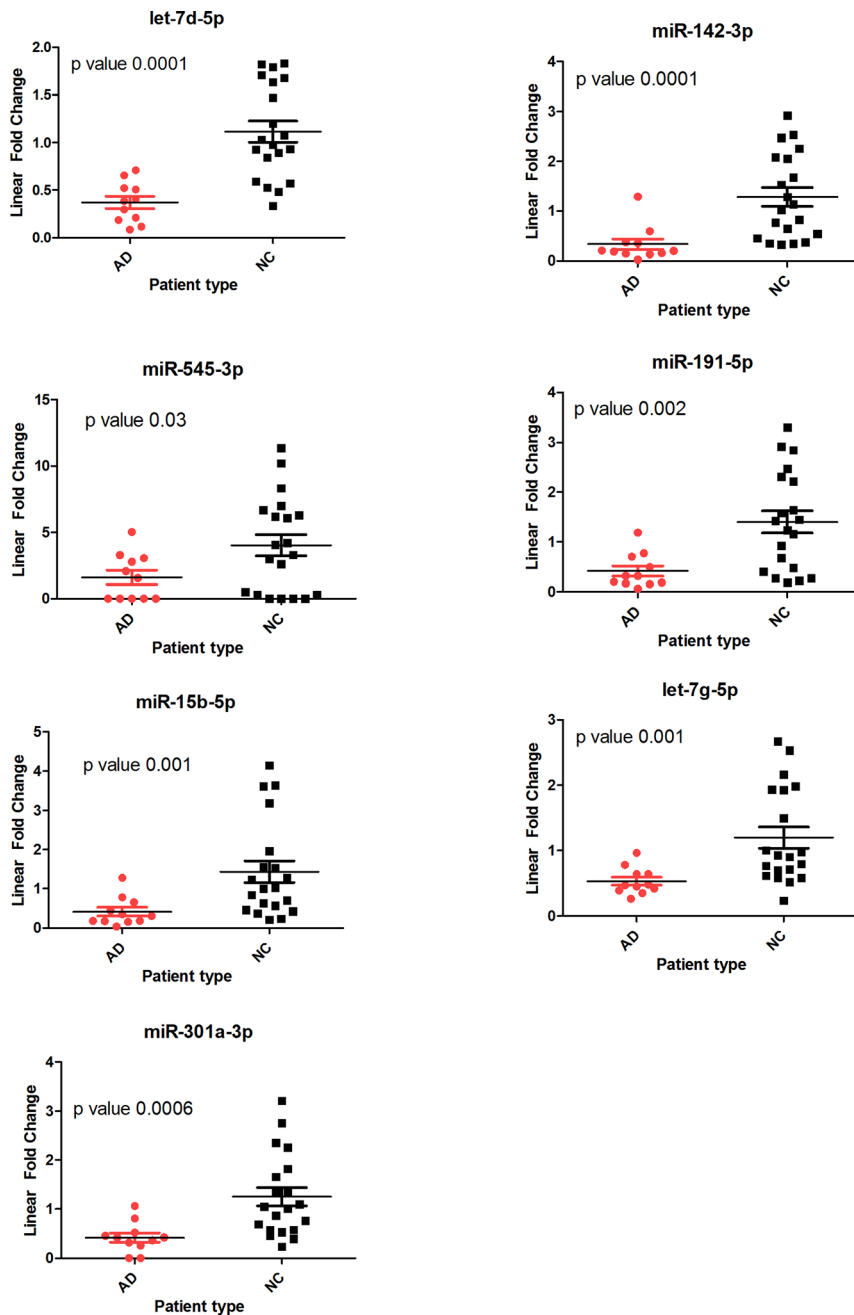 let-7d-5p
p value 0.0001
Linear Fold Change
2.0
1.5
1.0
0.5
0.0
AD
NC
Patient type
miR-142-3p
p value 0.0001
Linear Fold Change
4
3
2
1
0
AD
NC
Patient type
miR-545-3p
p value 0.03
Linear Fold Change
15
10
5
0
AD
NC
Patient type
miR-191-5p
p value 0.002
Linear Fold Change
4
3
2
1
0
AD
NC
Patient type
miR-15b-5p
p value 0.001
Linear Fold Change
5
4
3
2
1
0
AD
NC
Patient type
let-7g-5p
p value 0.001
Linear Fold Change
3
2
1
0
AD
NC
Patient type
miR-301a-3p
p value 0.0006
Linear Fold Change
4
3
2
1
0
AD
NC
Patient type